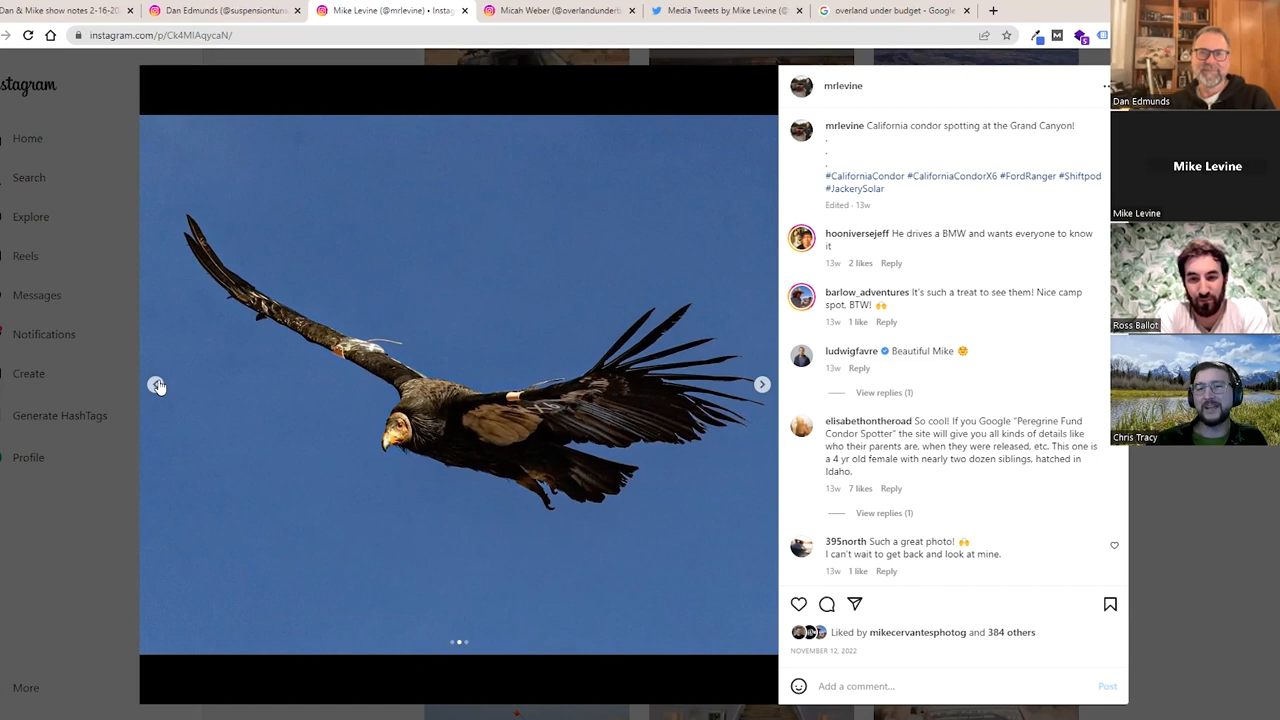 Dan & Mike show notes 2-16-20
Dan Edmunds (@suspensiontun
Mike Levine (@mrlevine) • Instag
Micah Weber (@overlandunderb
Media Tweets by Mike Levine (
overland under budget - Google
instagram.com/p/Ck4MlAqycaN/
stagram
Home
Search
Explore
Reels
Messages
Notifications
Create
Generate HashTags
Profile
More
mrlevine
mrlevine California condor spotting at the Grand Canyon!
.
.
.
#CaliforniaCondor #CaliforniaCondorX6 #FordRanger #Shiftpod
#JackerySolar
Edited · 13w
hooniversejeff He drives a BMW and wants everyone to know
it
13w 2 likes Reply
barlow_adventures It's such a treat to see them! Nice camp
spot, BTW! 🙌
13w 1 like Reply
ludwigfavre Beautiful Mike 🌞
13w Reply
View replies (1)
elisabethontheroad So cool! If you Google "Peregrine Fund
Condor Spotter" the site will give you all kinds of details like
who their parents are, when they were released, etc. This one is
a 4 yr old female with nearly two dozen siblings, hatched in
Idaho.
13w 7 likes Reply
View replies (1)
395north Such a great photo! 🙌
I can't wait to get back and look at mine.
13w 1 like Reply
Liked by mikecervantesphotog and 384 others
NOVEMBER 12, 2022
Add a comment...
Post
Dan Edmunds
Mike Levine
Mike Levine
Ross Ballot
Chris Tracy